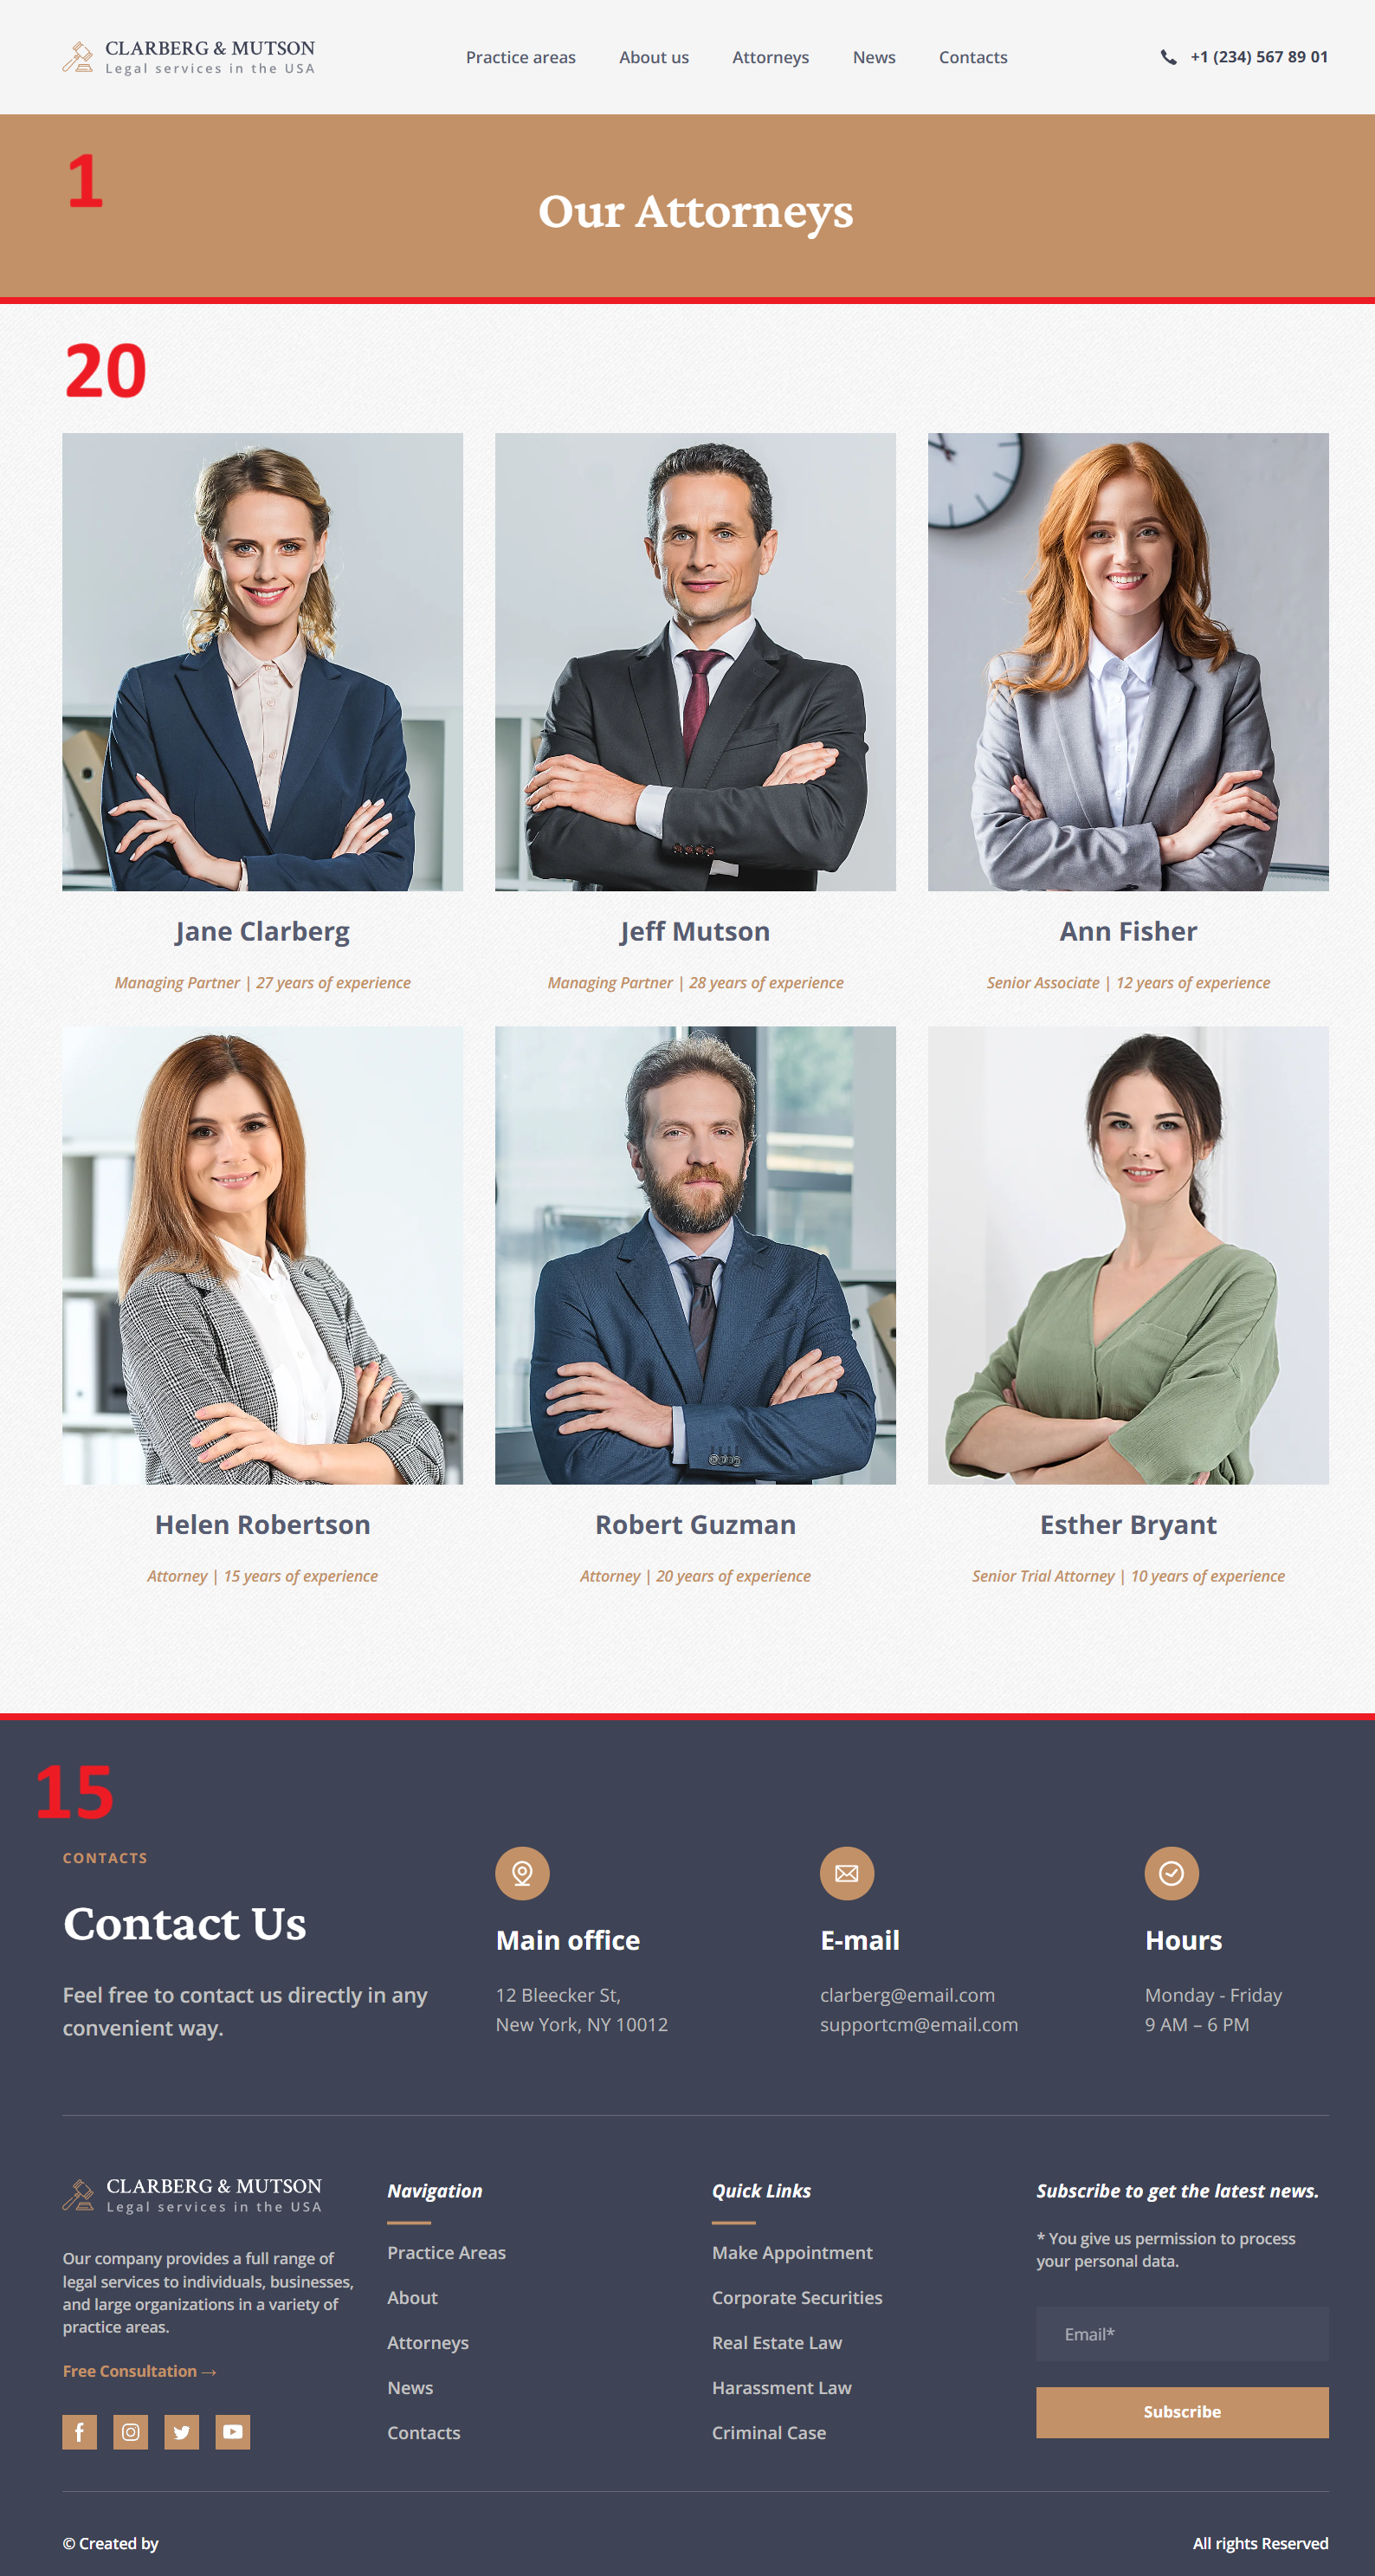 CLARBERG & MUTSON
Legal services in the USA
Practice areas
About us
Attorneys
News
Contacts
+1 (234) 567 89 01
1
Our Attorneys
20
Jane Clarberg
Managing Partner | 27 years of experience
Jeff Mutson
Managing Partner | 28 years of experience
Ann Fisher
Senior Associate | 12 years of experience
Helen Robertson
Attorney | 15 years of experience
Robert Guzman
Attorney | 20 years of experience
Esther Bryant
Senior Trial Attorney | 10 years of experience
15
CONTACTS
Contact Us
Feel free to contact us directly in any
convenient way.
Main office
12 Bleecker St,
New York, NY 10012
E-mail
clarberg@email.com
supportcm@email.com
Hours
Monday - Friday
9 AM – 6 PM
CLARBERG & MUTSON
Legal services in the USA
Our company provides a full range of
legal services to individuals, businesses,
and large organizations in a variety of
practice areas.
Free Consultation →
Navigation
Practice Areas
About
Attorneys
News
Contacts
Quick Links
Make Appointment
Corporate Securities
Real Estate Law
Harassment Law
Criminal Case
Subscribe to get the latest news.
* You give us permission to process
your personal data.
Email*
Subscribe
© Created by
All rights Reserved